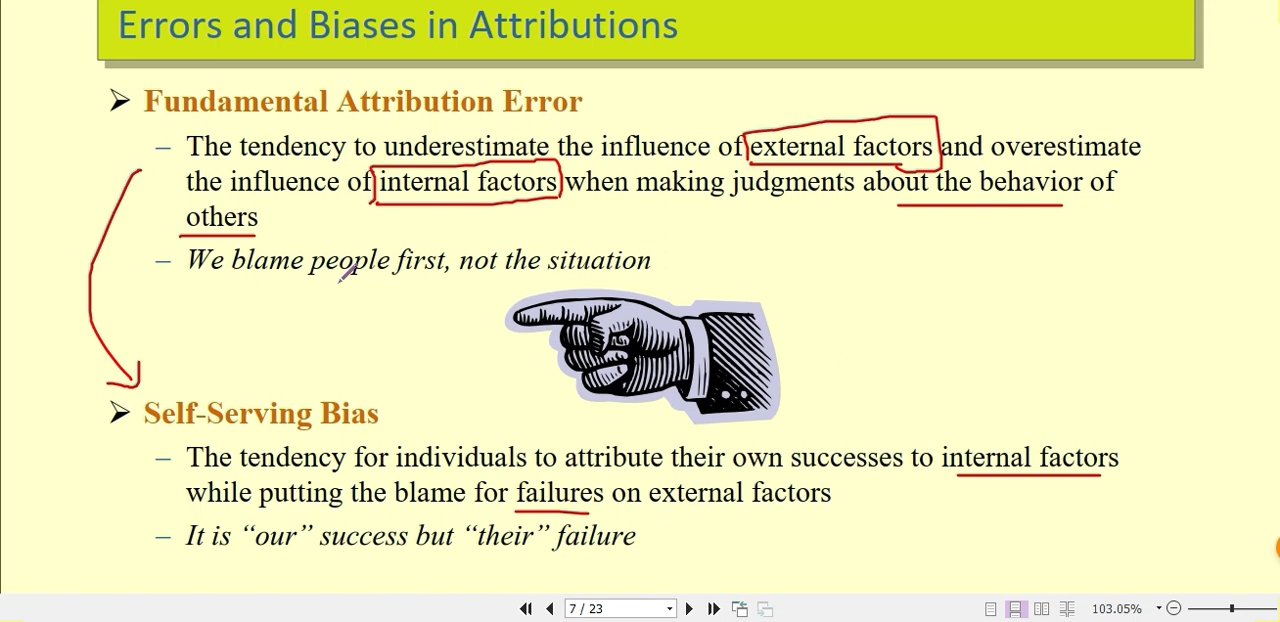 Errors and Biases in Attributions
➢ Fundamental Attribution Error
– The tendency to underestimate the influence of external factors and overestimate
the influence of internal factors when making judgments about the behavior of
others
– We blame people first, not the situation
➢ Self-Serving Bias
– The tendency for individuals to attribute their own successes to internal factors
while putting the blame for failures on external factors
– It is “our” success but “their” failure
7 / 23
103.05%